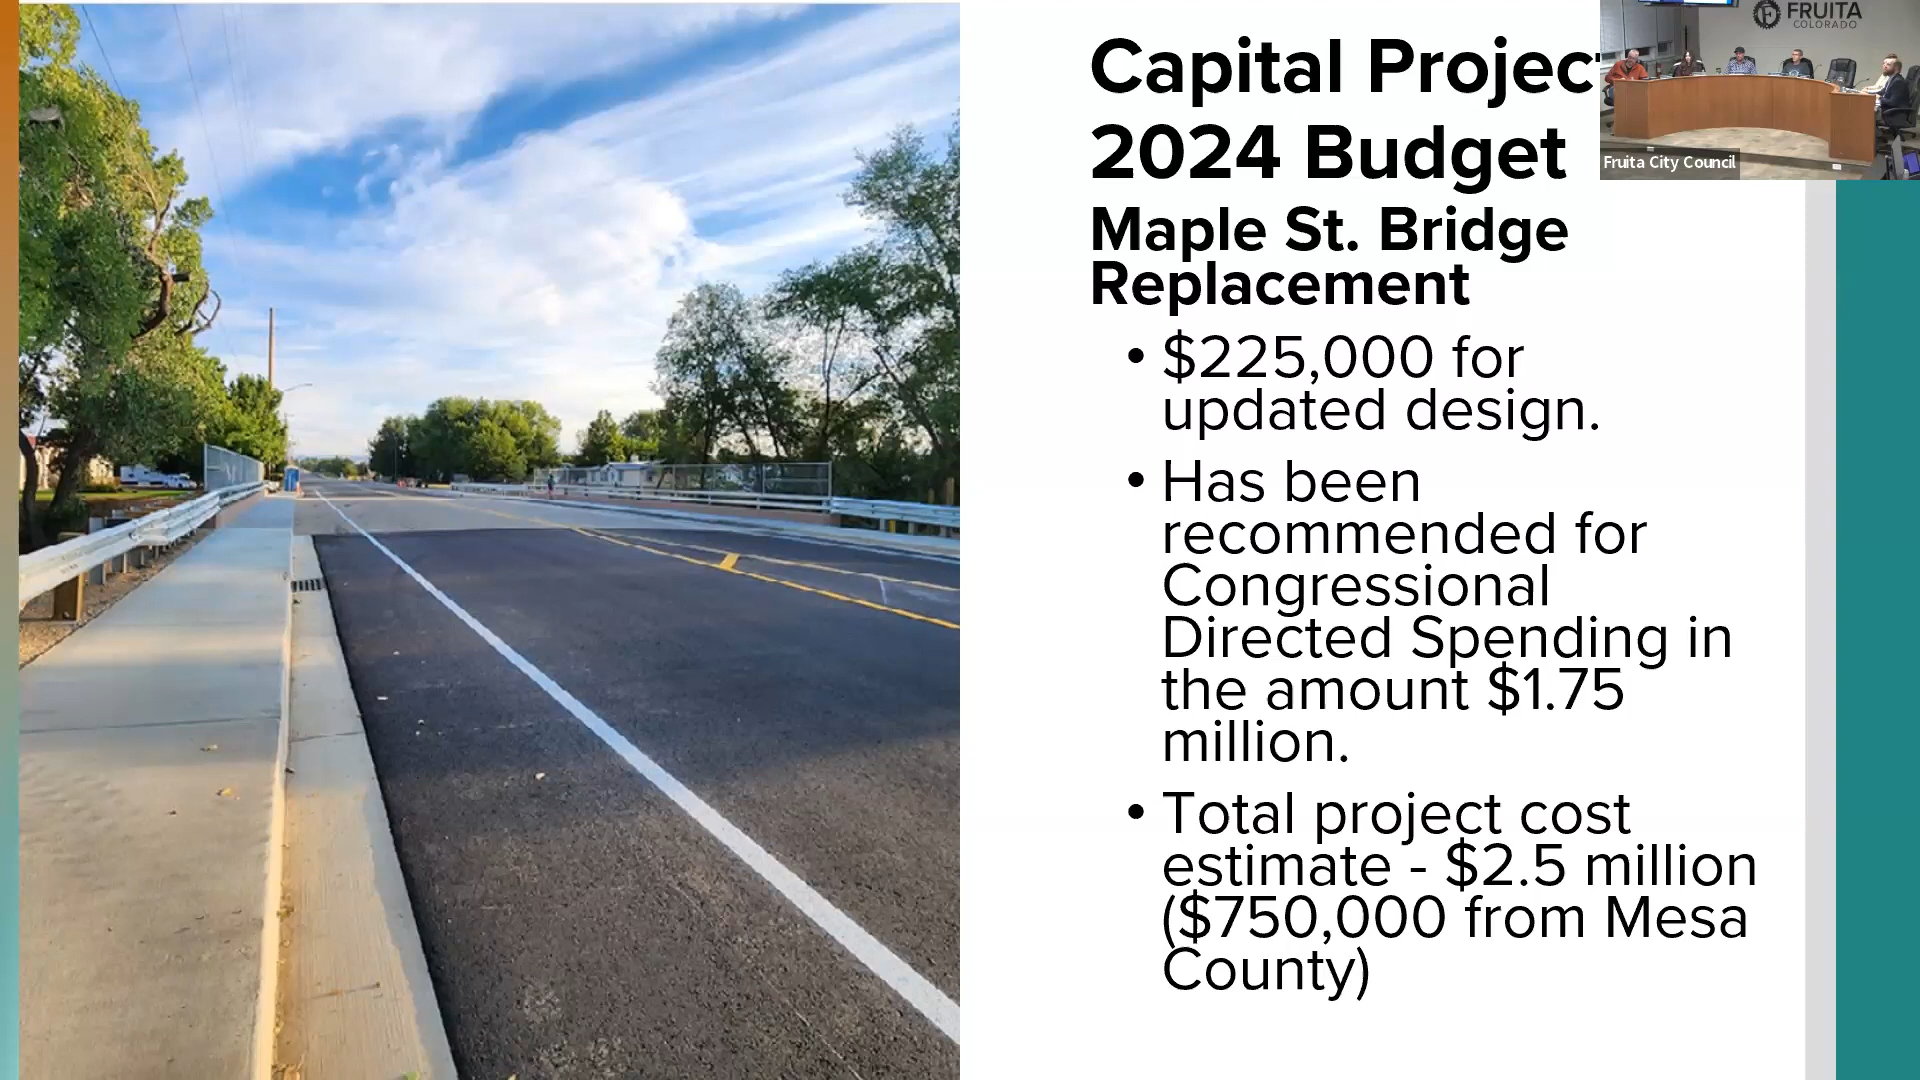 Capital Project
2024 Budget
Maple St. Bridge
Replacement
• $225,000 for
updated design.
• Has been
recommended for
Congressional
Directed Spending in
the amount $1.75
million.
• Total project cost
estimate - $2.5 million
($750,000 from Mesa
County)
FRUITA
COLORADO
Fruita City Council